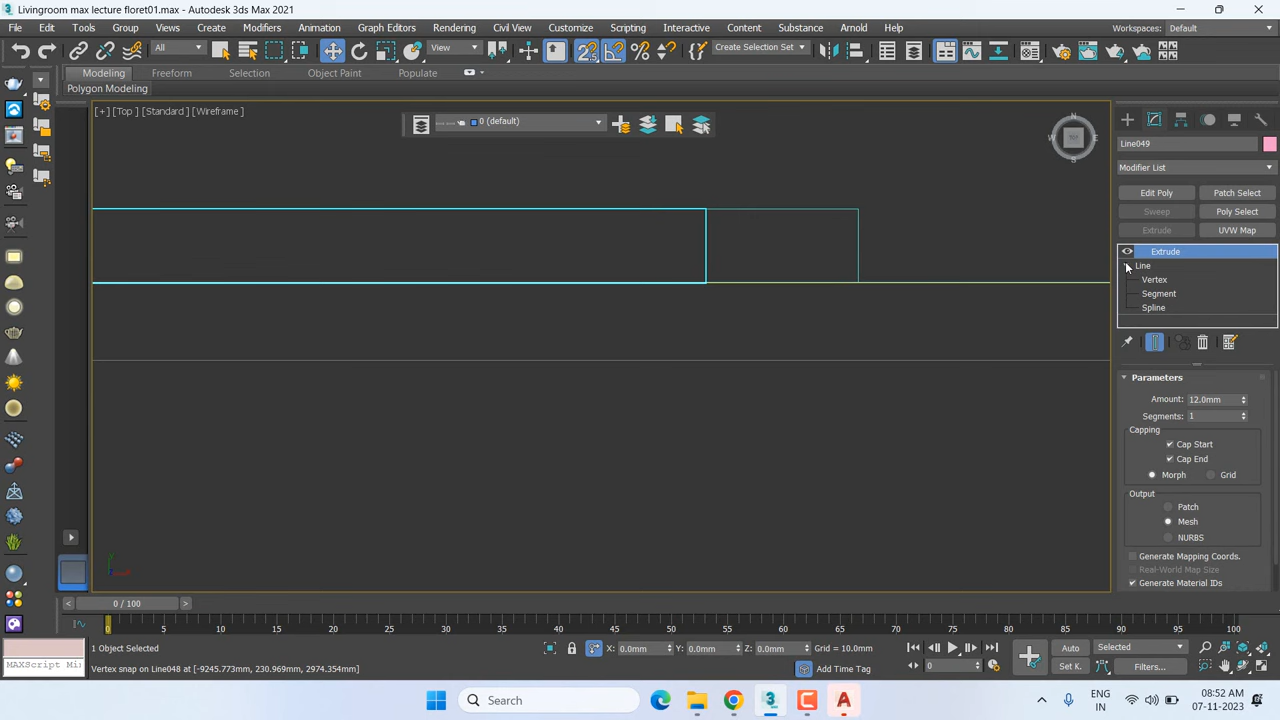 Livingroom max lecture floret01.max - Autodesk 3ds Max 2021
File Edit Tools Group Views Create Modifiers Animation Graph Editors Rendering Civil View Customize Scripting Interactive Content Substance Arnold Help
Workspaces: Default
All View Create Selection Set
Modeling Freeform Selection Object Paint Populate
Polygon Modeling
[+] [Top ] [Standard ] [Wireframe ]
0 (default)
N
W E
S
TOP
Line049
Modifier List
Edit Poly Patch Select
Sweep Poly Select
Extrude UVW Map
Extrude
Line
Vertex
Segment
Spline
Parameters
Amount: 12.0mm
Segments: 1
Capping
Cap Start
Cap End
Morph Grid
Output
Patch
Mesh
NURBS
Generate Mapping Coords.
Real-World Map Size
Generate Material IDs
< 0 / 100 >
0 5 10 15 20 25 30 35 40 45 50 55 60 65 70 75 80 85 90 95 100
1 Object Selected
X: 0.0mm Y: 0.0mm Z: 0.0mm Grid = 10.0mm
Auto Selected
MAXScript Mi
Vertex snap on Line048 at [-9245.773mm, 230.969mm, 2974.354mm]
Add Time Tag
0
Set K. Filters...
Search
ENG
IN
08:52 AM
07-11-2023